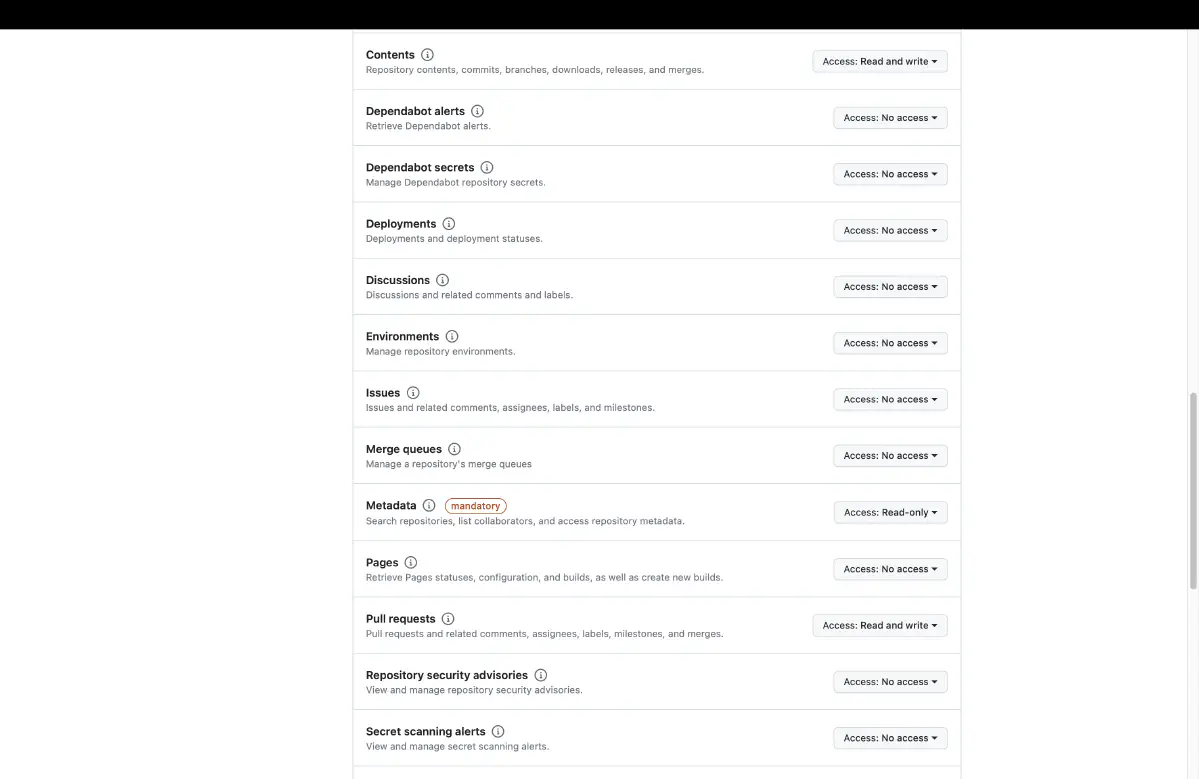 Contents
Access: Read and write
Repository contents, commits, branches, downloads, releases, and merges.
Dependabot alerts
Access: No access
Retrieve Dependabot alerts.
Dependabot secrets
Access: No access
Manage Dependabot repository secrets.
Deployments
Access: No access
Deployments and deployment statuses.
Discussions
Access: No access
Discussions and related comments and labels.
Environments
Access: No access
Manage repository environments.
Issues
Access: No access
Issues and related comments, assignees, labels, and milestones.
Merge queues
Access: No access
Manage a repository's merge queues
Metadata mandatory
Access: Read-only
Search repositories, list collaborators, and access repository metadata.
Pages
Access: No access
Retrieve Pages statuses, configuration, and builds, as well as create new builds.
Pull requests
Access: Read and write
Pull requests and related comments, assignees, labels, milestones, and merges.
Repository security advisories
Access: No access
View and manage repository security advisories.
Secret scanning alerts
Access: No access
View and manage secret scanning alerts.